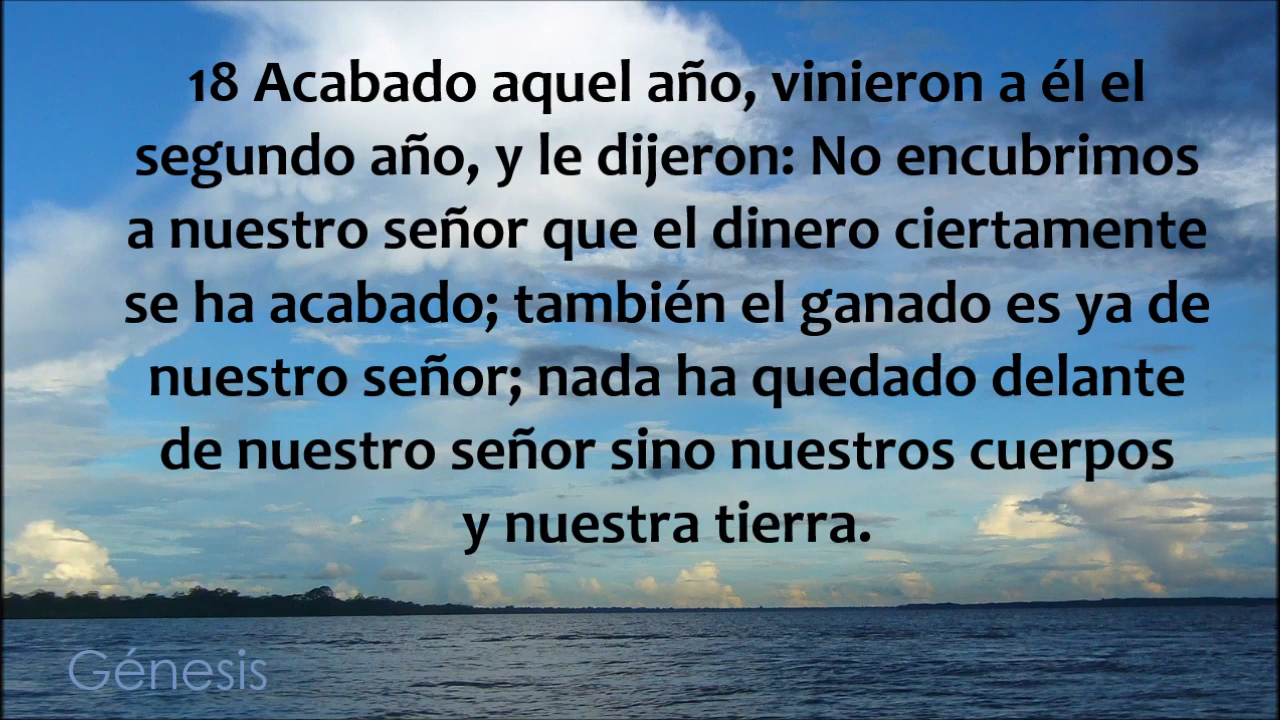 18 Acabado aquel año, vinieron a él el
segundo año, y le dijeron: No encubrimos
a nuestro señor que el dinero ciertamente
se ha acabado; también el ganado es ya de
nuestro señor; nada ha quedado delante
de nuestro señor sino nuestros cuerpos
y nuestra tierra.
Génesis